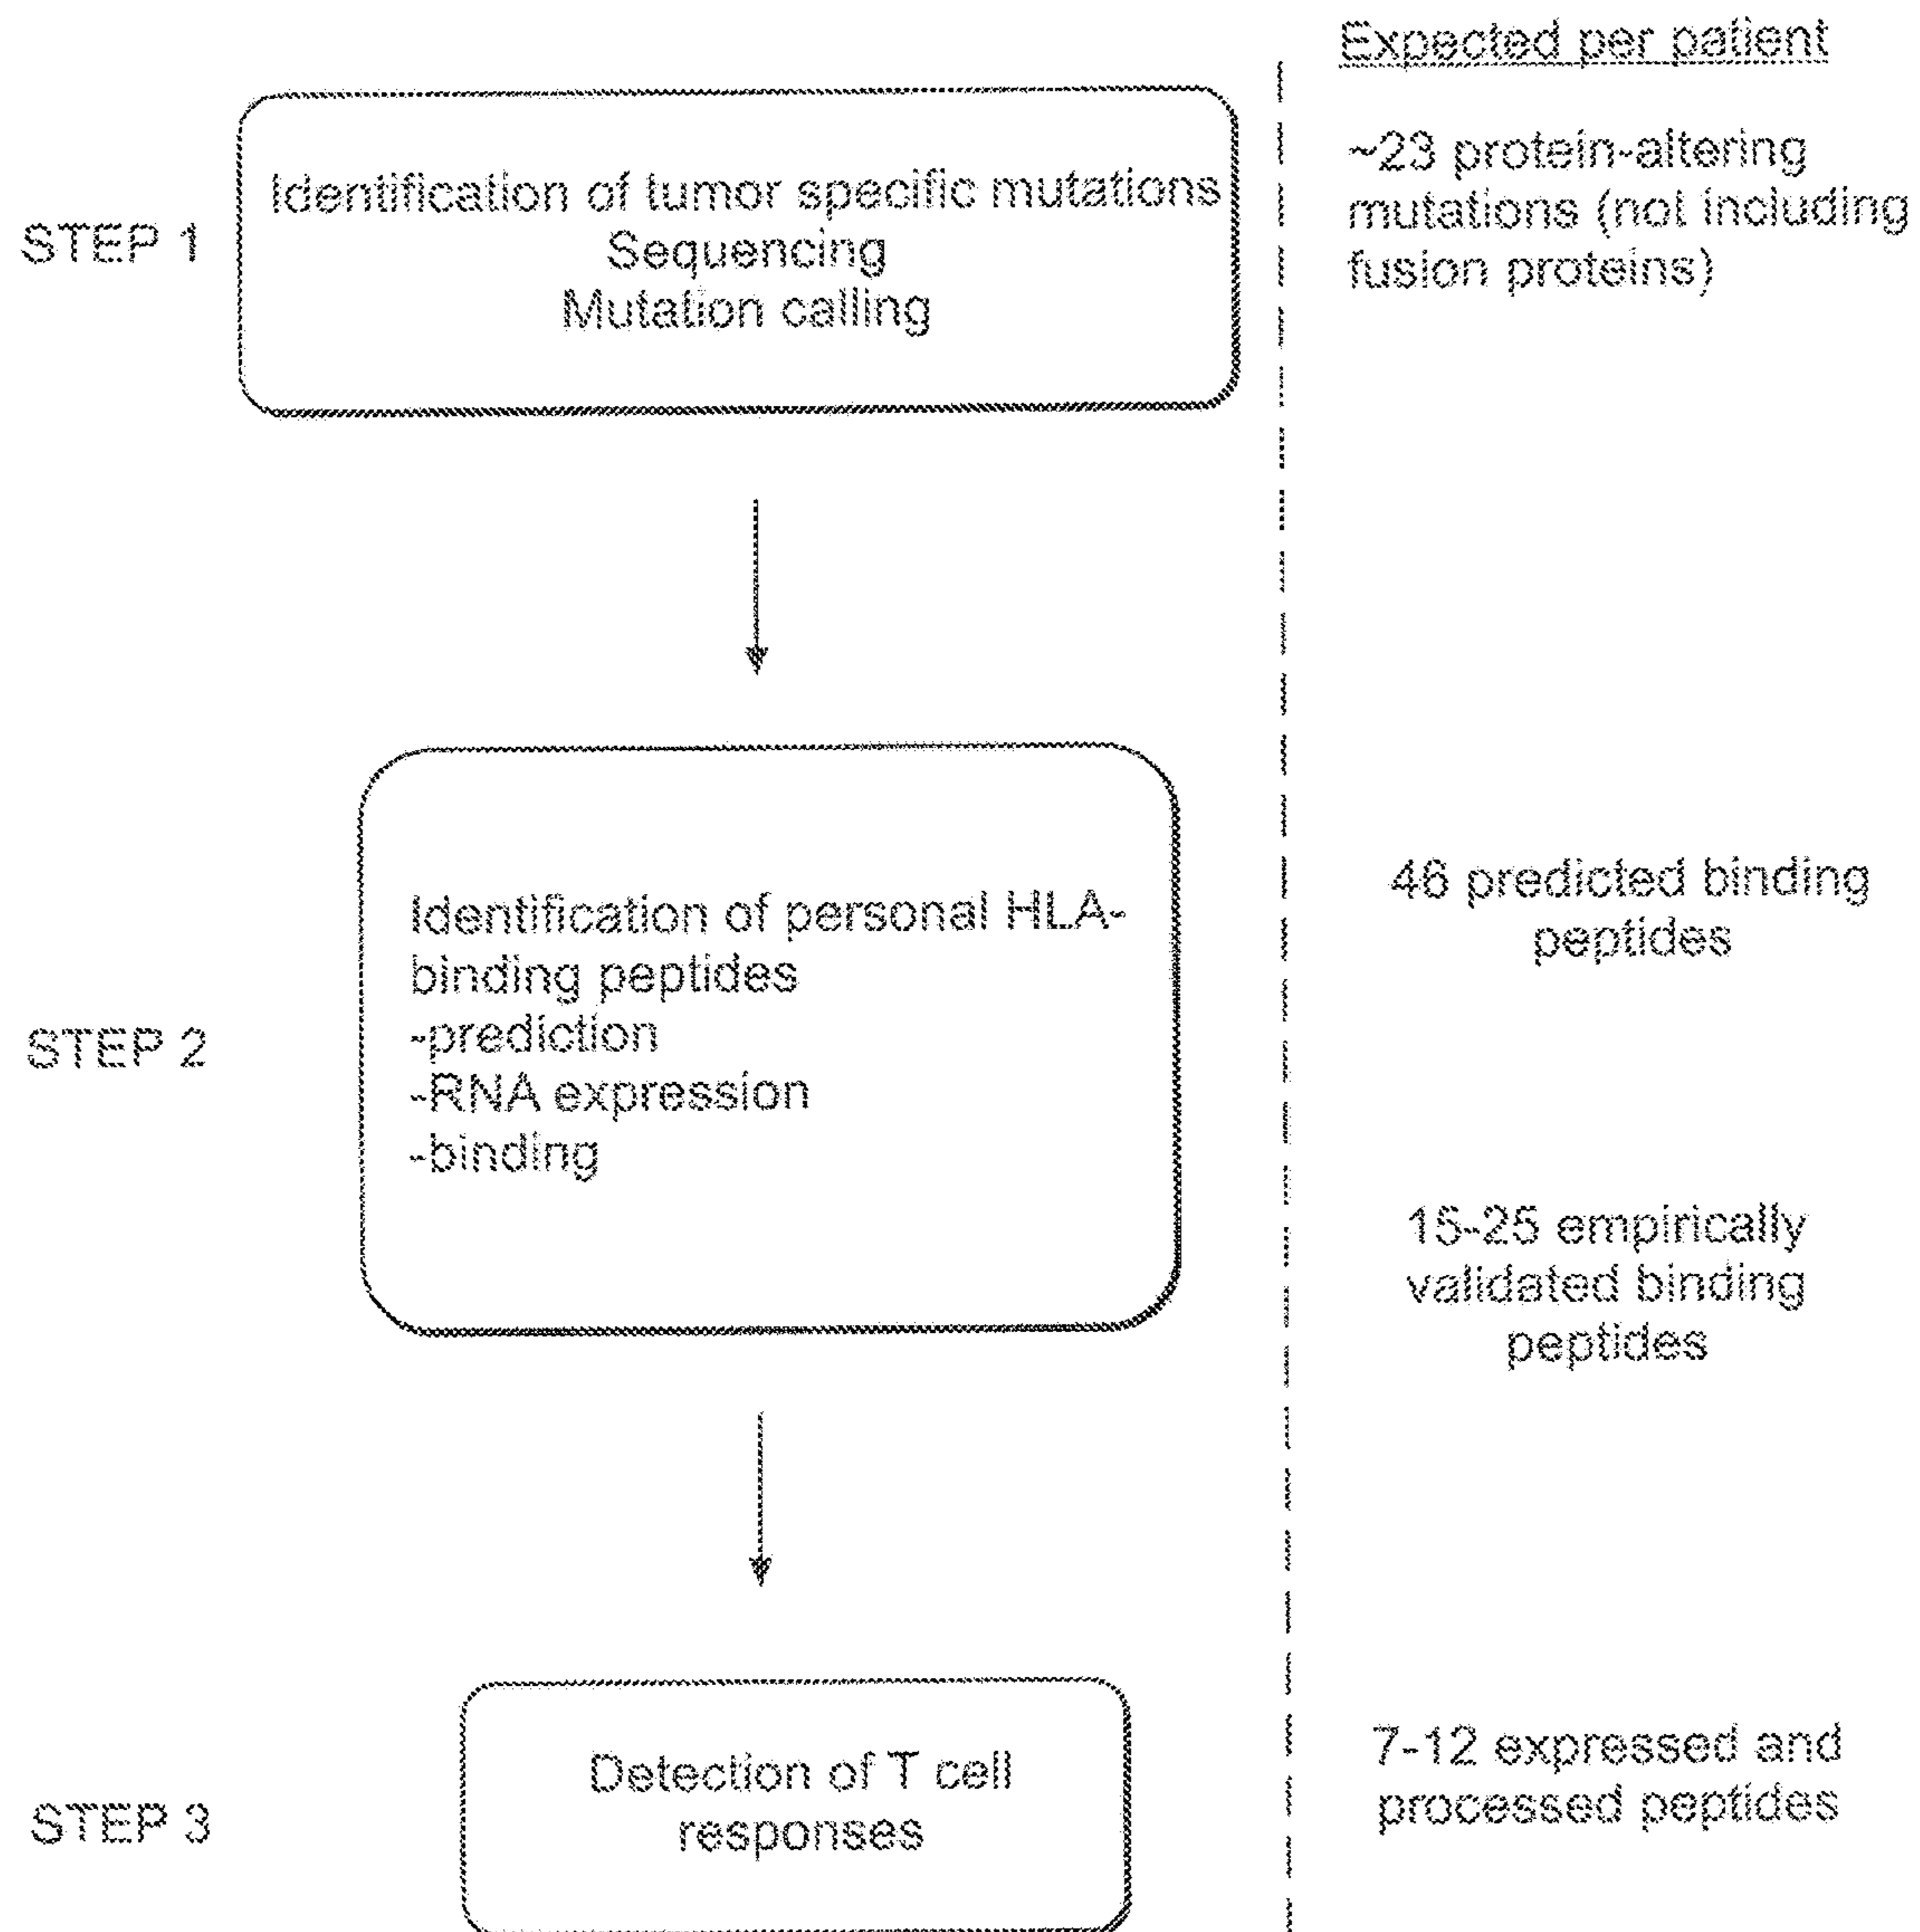 Expected per patient
STEP 1
Identification of tumor specific mutations
Sequencing
Mutation calling
~23 protein-altering
mutations (not including
fusion proteins)
STEP 2
Identification of personal HLA-
binding peptides
-prediction
-RNA expression
-binding
46 predicted binding
peptides
15-25 empirically
validated binding
peptides
STEP 3
Detection of T cell
responses
7-12 expressed and
processed peptides